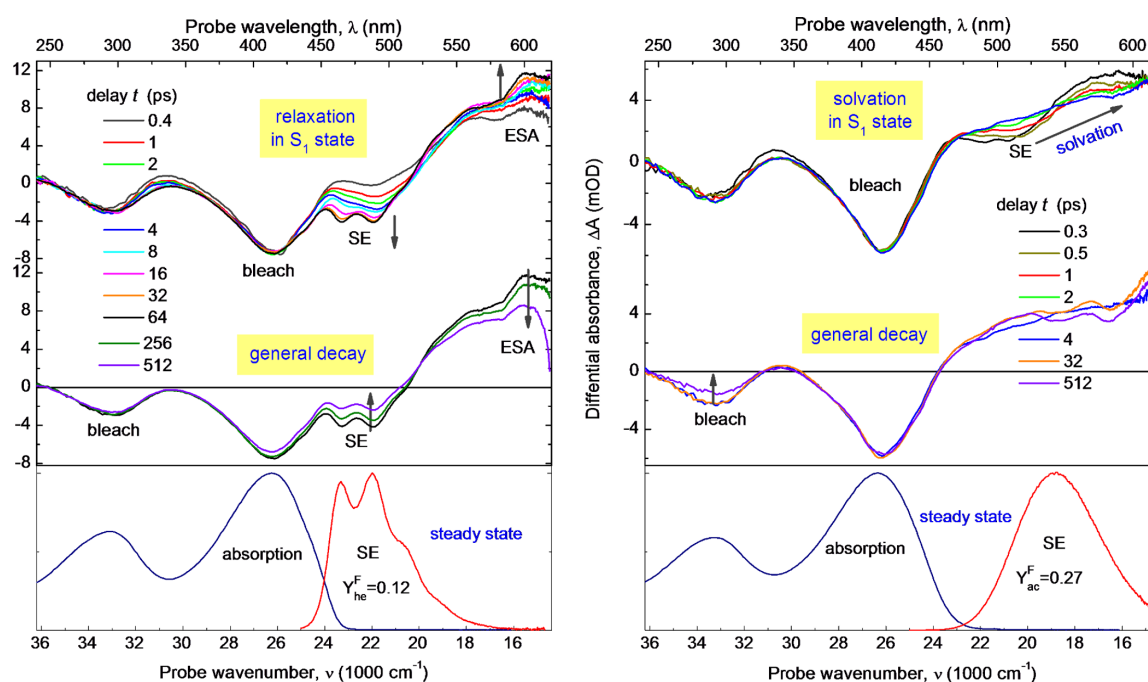 Probe wavelength, λ (nm)
250 300 350 400 450 500 550 600
12
8
4
0
-4
-8
12
8
4
0
-4
-8
delay t (ps)
0.4
1
2
4
8
16
32
64
256
512
relaxation
in S₁ state
ESA
SE
bleach
general decay
ESA
bleach
SE
absorption
SE
Y^F_he=0.12
steady state
36 34 32 30 28 26 24 22 20 18 16
Probe wavenumber, ν (1000 cm⁻¹)
Probe wavelength, λ (nm)
250 300 350 400 450 500 550 600
Diffential absorbance, ΔA (mOD)
4
0
-4
4
0
-4
solvation
in S₁ state
SE
solvation
bleach
delay t (ps)
0.3
0.5
1
2
4
32
512
general decay
bleach
steady state
absorption
SE
Y^F_ac=0.27
36 34 32 30 28 26 24 22 20 18 16
Probe wavenumber, ν (1000 cm⁻¹)